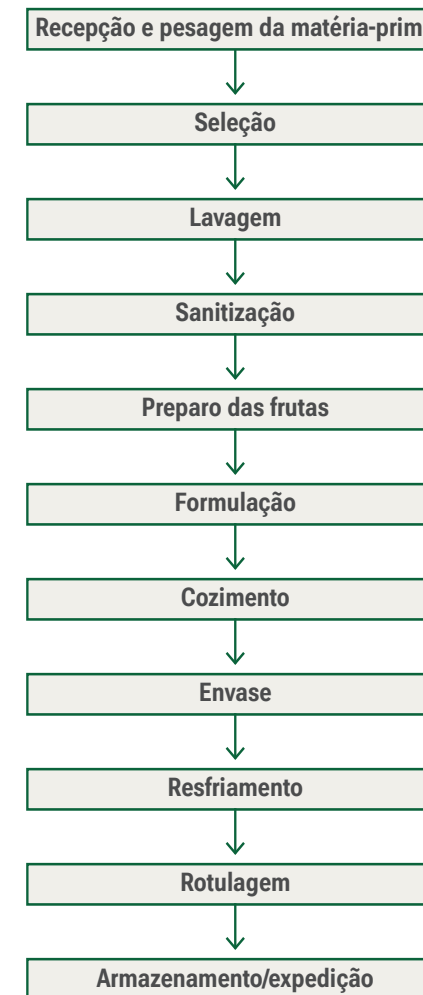 Recepção e pesagem da matéria-prim
Seleção
Lavagem
Sanitização
Preparo das frutas
Formulação
Cozimento
Envase
Resfriamento
Rotulagem
Armazenamento/expedição